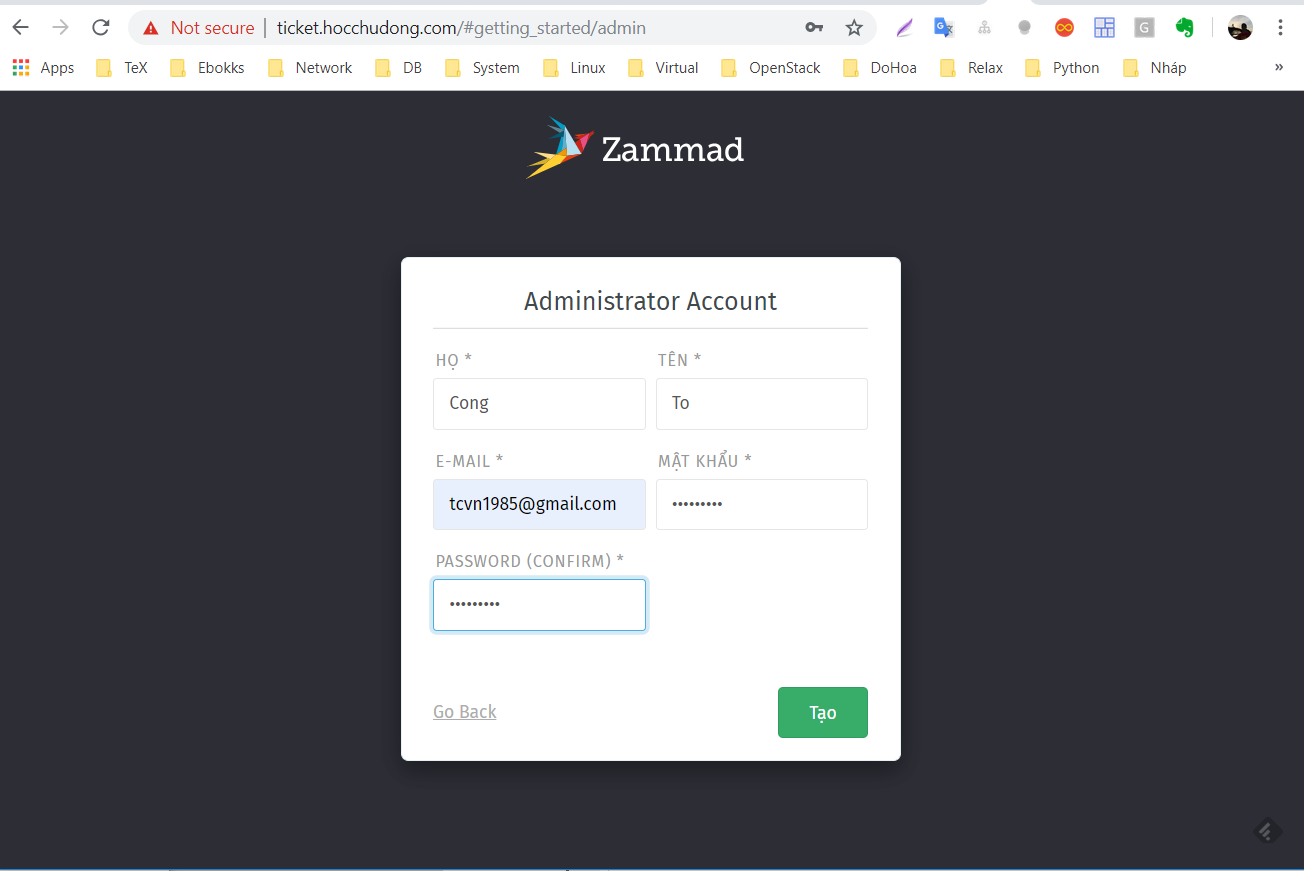 Not secure | ticket.hocchudong.com/#getting_started/admin
Apps TeX Ebokks Network DB System Linux Virtual OpenStack DoHoa Relax Python Nháp »
Zammad
Administrator Account
HỌ * TÊN *
Cong To
E-MAIL * MẬT KHẨU *
tcvn1985@gmail.com •••••••••
PASSWORD (CONFIRM) *
•••••••••
Go Back Tạo